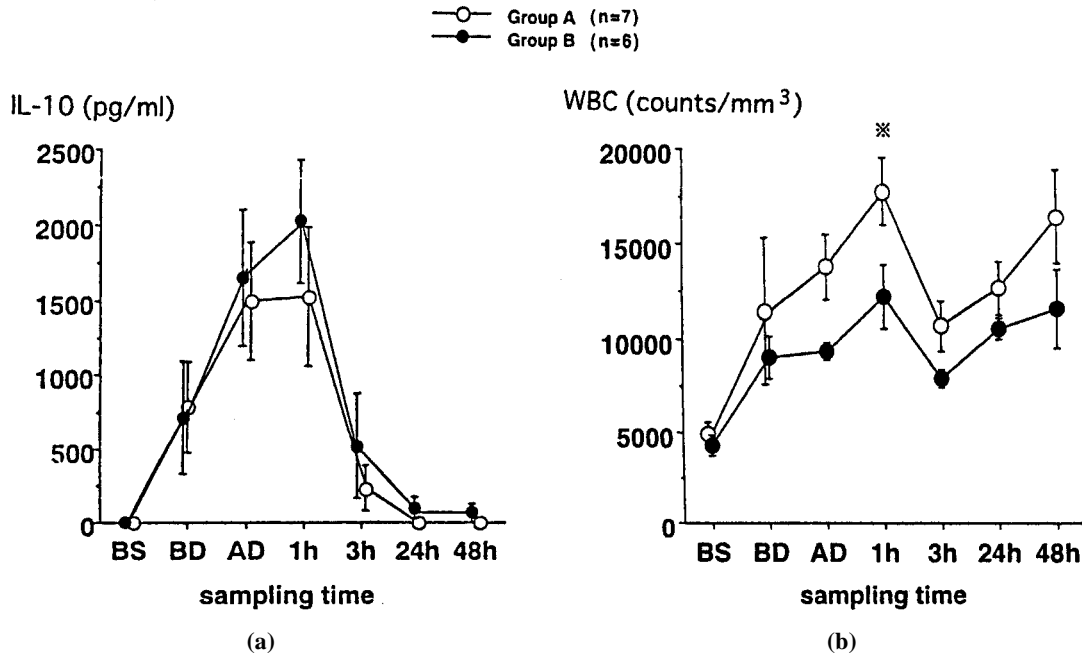 Group A (n=7)
Group B (n=6)
IL-10 (pg/ml)
2500
2000
1500
1000
500
0
BS BD AD 1h 3h 24h 48h
sampling time
(a)
WBC (counts/mm³)
※
20000
15000
10000
5000
0
BS BD AD 1h 3h 24h 48h
sampling time
(b)